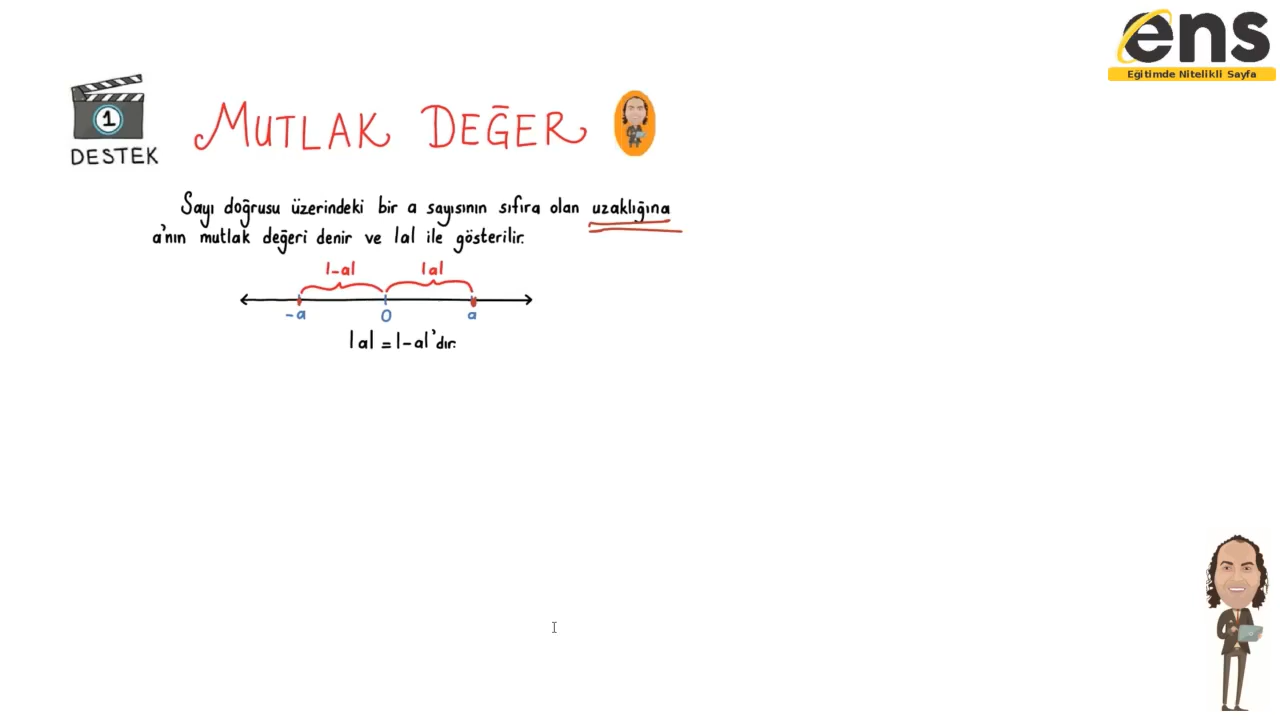 ens
Eğitimde Nitelikli Sayfa
1
DESTEK
MUTLAK DEĞER
Sayı doğrusu üzerindeki bir a sayısının sıfıra olan uzaklığına
a'nın mutlak değeri denir ve |a| ile gösterilir.
|-a| |a|
-a 0 a
|a| = |-a|'dır.